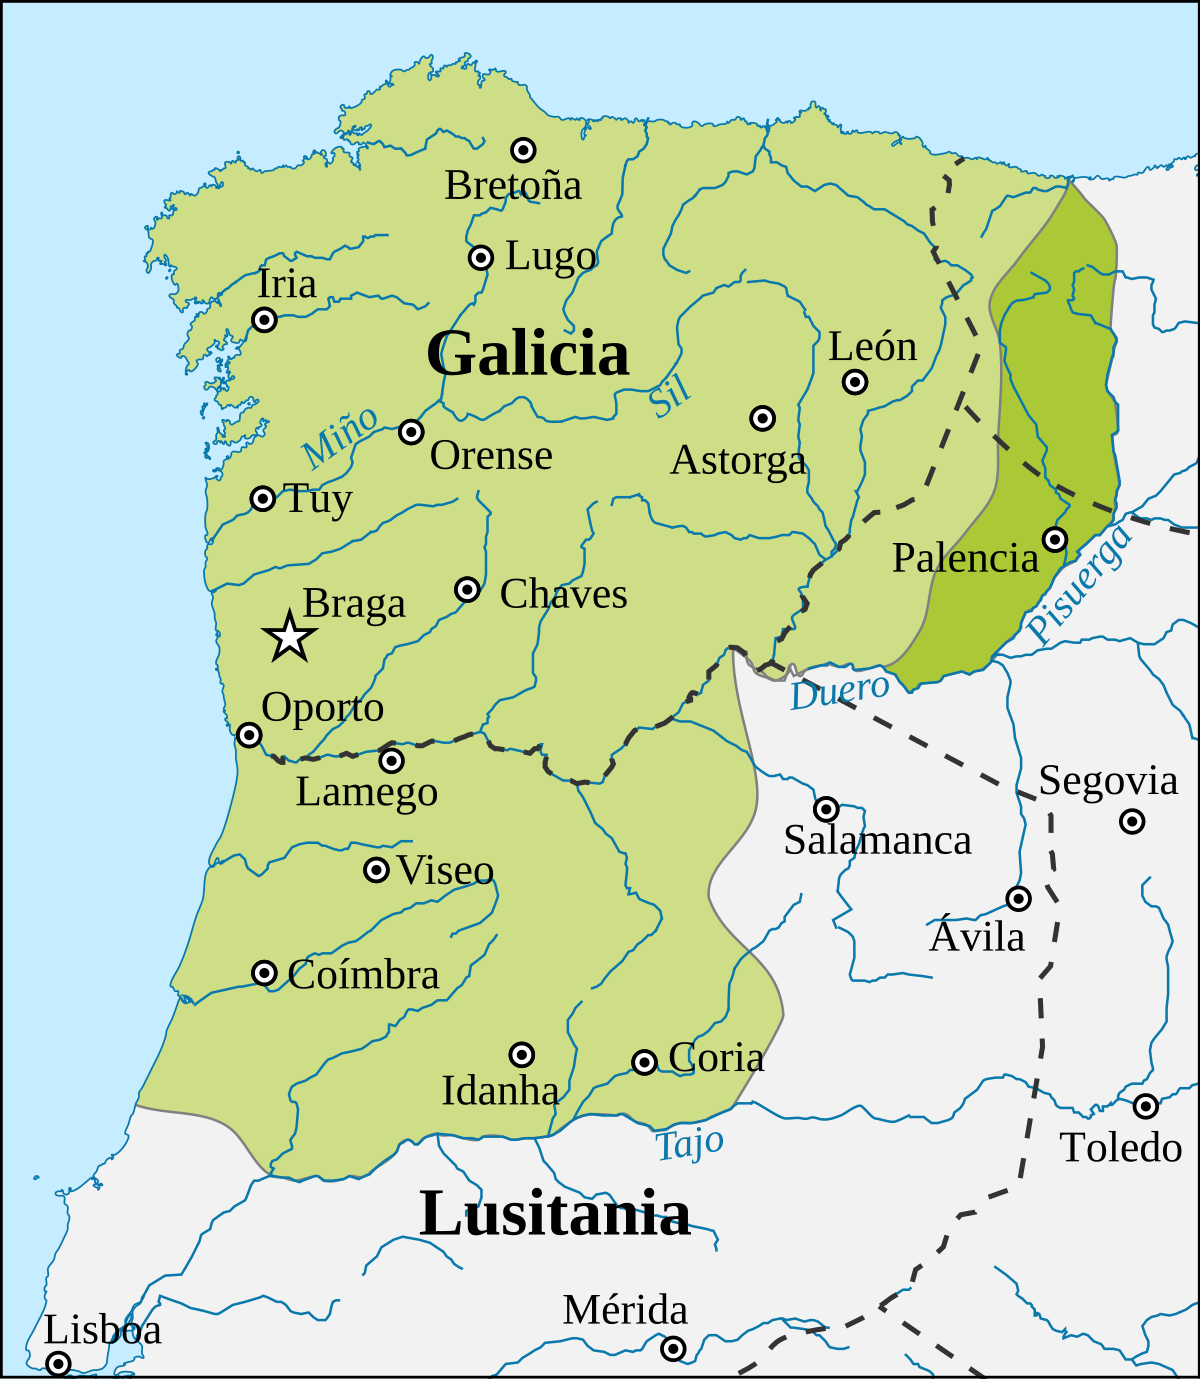 Bretoña
Lugo
Iria
Galicia
León
Sil
Miño
Orense
Astorga
Tuy
Palencia
Pisuerga
Braga
Chaves
Duero
Oporto
Lamego
Segovia
Salamanca
Viseo
Ávila
Coímbra
Coria
Idanha
Tajo
Toledo
Lusitania
Mérida
Lisboa